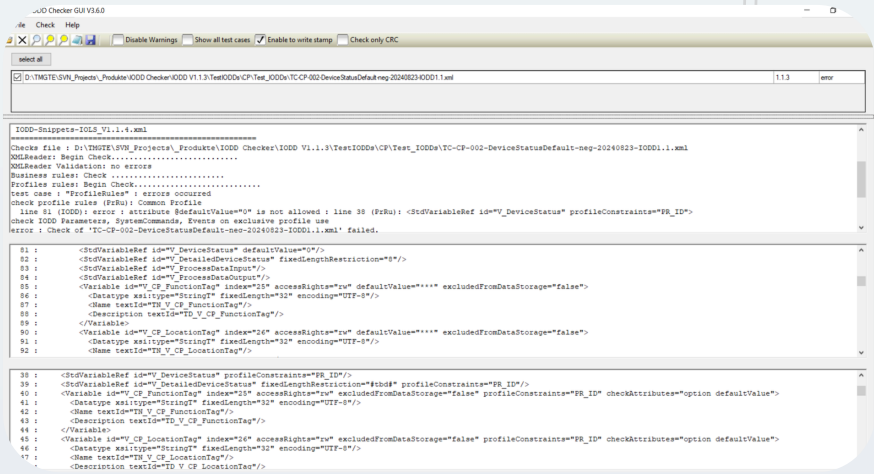 IODD Checker GUI V3.6.0
File Check Help
Disable Warnings Show all test cases Enable to write stamp Check only CRC
select all
D:\TMGTE\SVN_Projects\_Produkte\IODD Checker\IODD V1.1.3\TestIODDs\CP\Test_IODDs\TC-CP-002-DeviceStatusDefault-neg-20240823-IODD1.1.xml 1.1.3 error
IODD-Snippets-IOLS_V1.1.4.xml
=====================================================
Checks file : D:\TMGTE\SVN_Projects\_Produkte\IODD Checker\IODD V1.1.3\TestIODDs\CP\Test_IODDs\TC-CP-002-DeviceStatusDefault-neg-20240823-IODD1.1.xml
XMLReader: Begin Check............................
XMLReader Validation: no errors
Business rules: Check .........................
Profiles rules: Begin Check............................
test case : "ProfileRules" : errors occurred
check profile rules (PrRu): Common Profile
line 81 (IODD): error : attribute @defaultValue="0" is not allowed : line 38 (PrRu): <StdVariableRef id="V_DeviceStatus" profileConstraints="PR_ID">
check IODD Parameters, SystemCommands, Events on exclusive profile use
error : Check of 'TC-CP-002-DeviceStatusDefault-neg-20240823-IODD1.1.xml' failed.
81 : <StdVariableRef id="V_DeviceStatus" defaultValue="0"/>
82 : <StdVariableRef id="V_DetailedDeviceStatus" fixedLengthRestriction="8"/>
83 : <StdVariableRef id="V_ProcessDataInput"/>
84 : <StdVariableRef id="V_ProcessDataOutput"/>
85 : <Variable id="V_CP_FunctionTag" index="25" accessRights="rw" defaultValue="***" excludedFromDataStorage="false">
86 : <Datatype xsi:type="StringT" fixedLength="32" encoding="UTF-8"/>
87 : <Name textId="TN_V_CP_FunctionTag"/>
88 : <Description textId="TD_V_CP_FunctionTag"/>
89 : </Variable>
90 : <Variable id="V_CP_LocationTag" index="26" accessRights="rw" defaultValue="***" excludedFromDataStorage="false">
91 : <Datatype xsi:type="StringT" fixedLength="32" encoding="UTF-8"/>
92 : <Name textId="TN_V_CP_LocationTag"/>
38 : <StdVariableRef id="V_DeviceStatus" profileConstraints="PR_ID"/>
39 : <StdVariableRef id="V_DetailedDeviceStatus" fixedLengthRestriction="#tbd#" profileConstraints="PR_ID"/>
40 : <Variable id="V_CP_FunctionTag" index="25" accessRights="rw" excludedFromDataStorage="false" profileConstraints="PR_ID" checkAttributes="option defaultValue">
41 : <Datatype xsi:type="StringT" fixedLength="32" encoding="UTF-8"/>
42 : <Name textId="TN_V_CP_FunctionTag"/>
43 : <Description textId="TD_V_CP_FunctionTag"/>
44 : </Variable>
45 : <Variable id="V_CP_LocationTag" index="26" accessRights="rw" excludedFromDataStorage="false" profileConstraints="PR_ID" checkAttributes="option defaultValue">
46 : <Datatype xsi:type="StringT" fixedLength="32" encoding="UTF-8"/>
47 : <Name textId="TN_V_CP_LocationTag"/>
<Description textId="TD_V_CP_LocationTag"/>